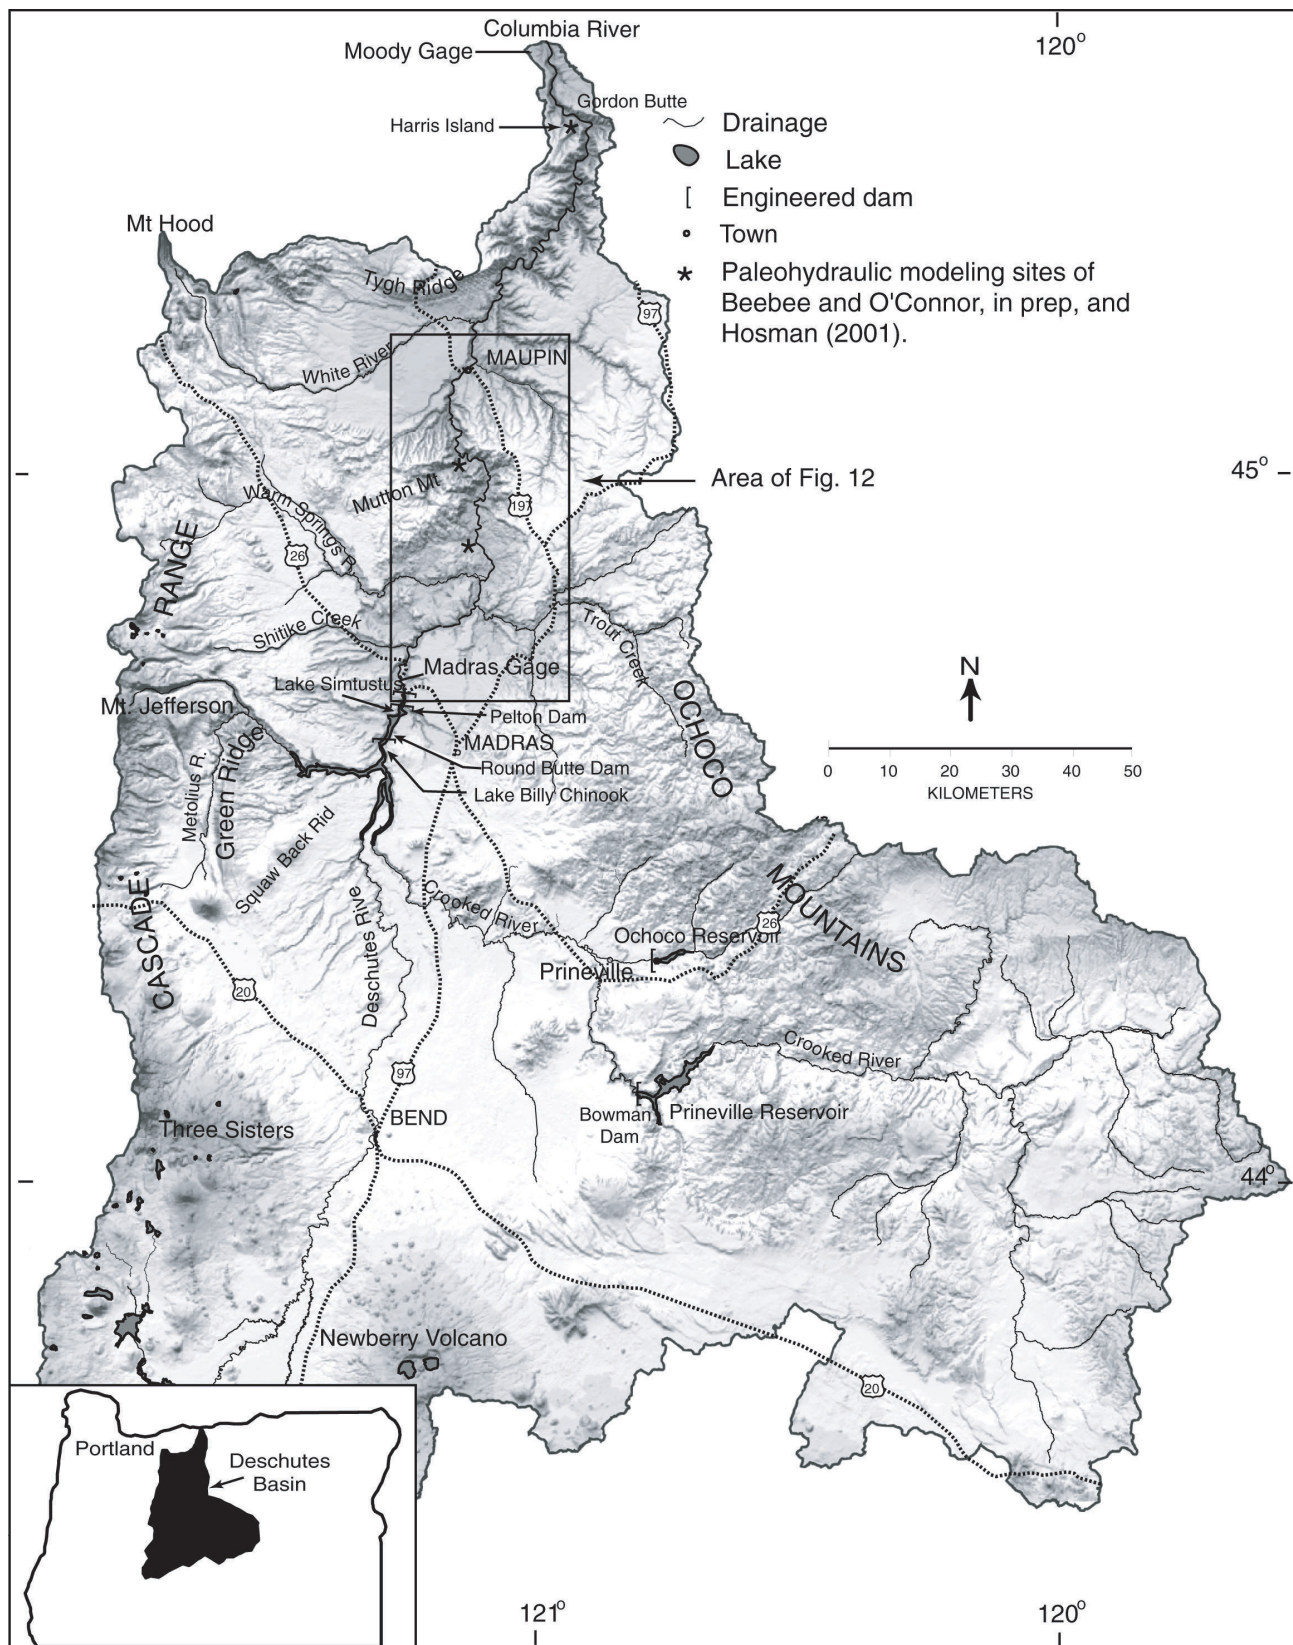 Columbia River
120°
Moody Gage
Gordon Butte
Harris Island
Drainage
Lake
Engineered dam
Town
Paleohydraulic modeling sites of
Beebee and O'Connor, in prep, and
Hosman (2001).
Mt Hood
Tygh Ridge
97
White River
MAUPIN
45°
Area of Fig. 12
Mutton Mt
Warm Springs R.
197
26
RANGE
Shitike Creek
Trout Creek
Madras Gage
Lake Simtustus
Mt. Jefferson
Pelton Dam
OCHOCO
N
MADRAS
Round Butte Dam
Lake Billy Chinook
Metolius R.
Green Ridge
0 10 20 30 40 50
KILOMETERS
Squaw Back Rid
CASCADE
Deschutes Rive
Crooked River
MOUNTAINS
26
Ochoco Reservoir
Prineville
20
Crooked River
97
BEND
Bowman
Dam
Prineville Reservoir
Three Sisters
44°
Newberry Volcano
20
Portland
Deschutes
Basin
121°
120°